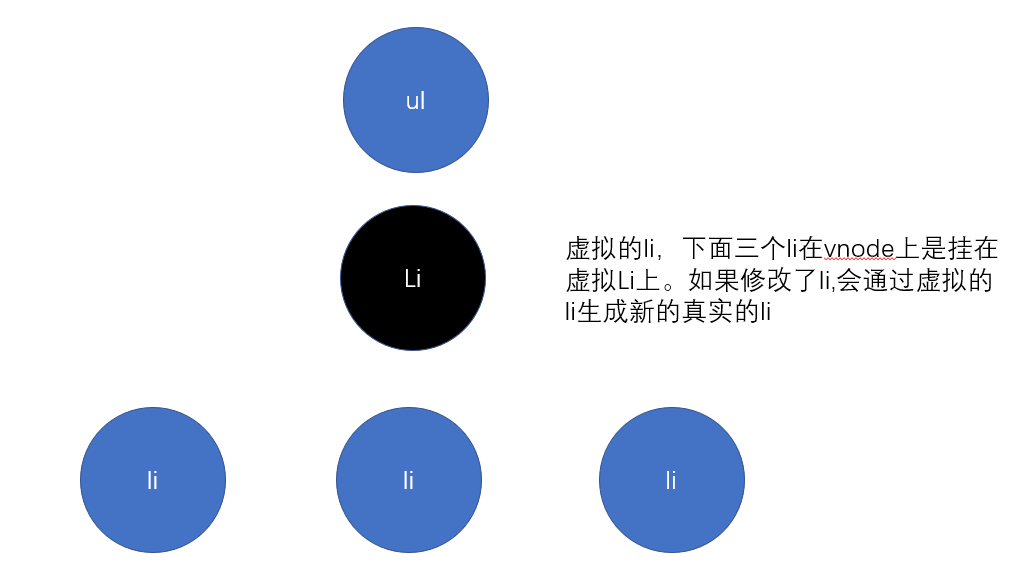 ul
Li
虚拟的li，下面三个li在vnode上是挂在
虚拟Li上。如果修改了li,会通过虚拟的
li生成新的真实的li
li
li
li